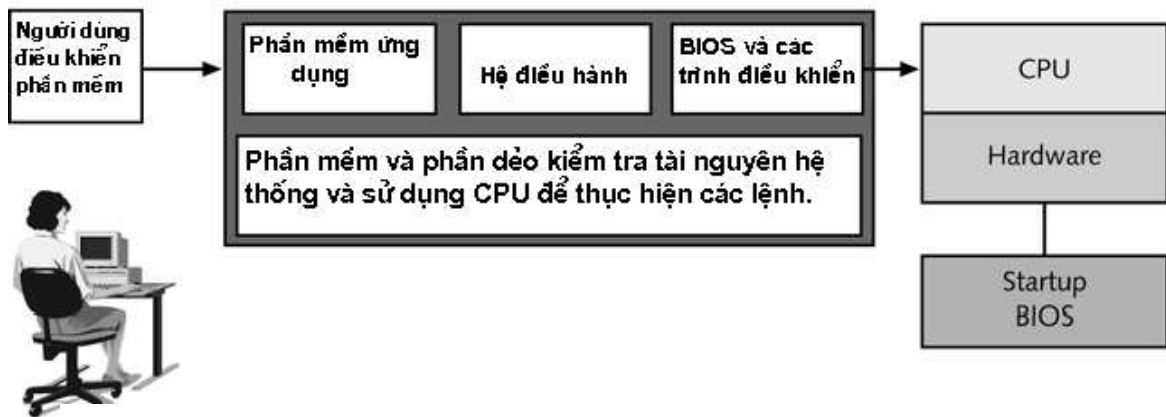 Người dùng
điều khiển
phần mềm
Phần mềm ứng
dụng
Hệ điều hành
BIOS và các
trình điều khiển
Phần mềm và phần dẻo kiểm tra tài nguyên hệ
thống và sử dụng CPU để thực hiện các lệnh.
CPU
Hardware
Startup
BIOS